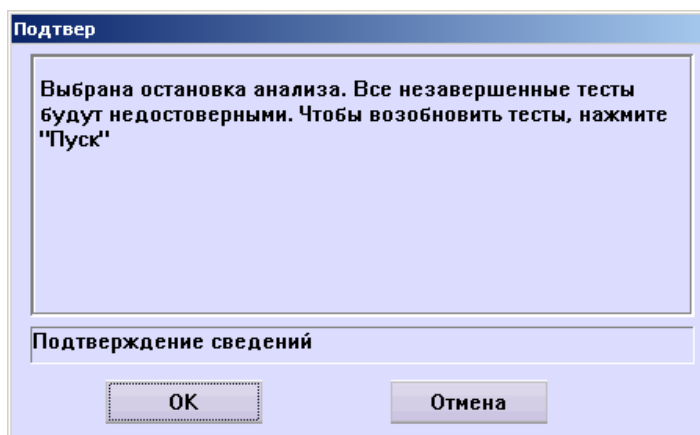 Подтвер
Выбрана остановка анализа. Все незавершенные тесты
будут недостоверными. Чтобы возобновить тесты, нажмите
"Пуск"
Подтверждение сведений
OK
Отмена